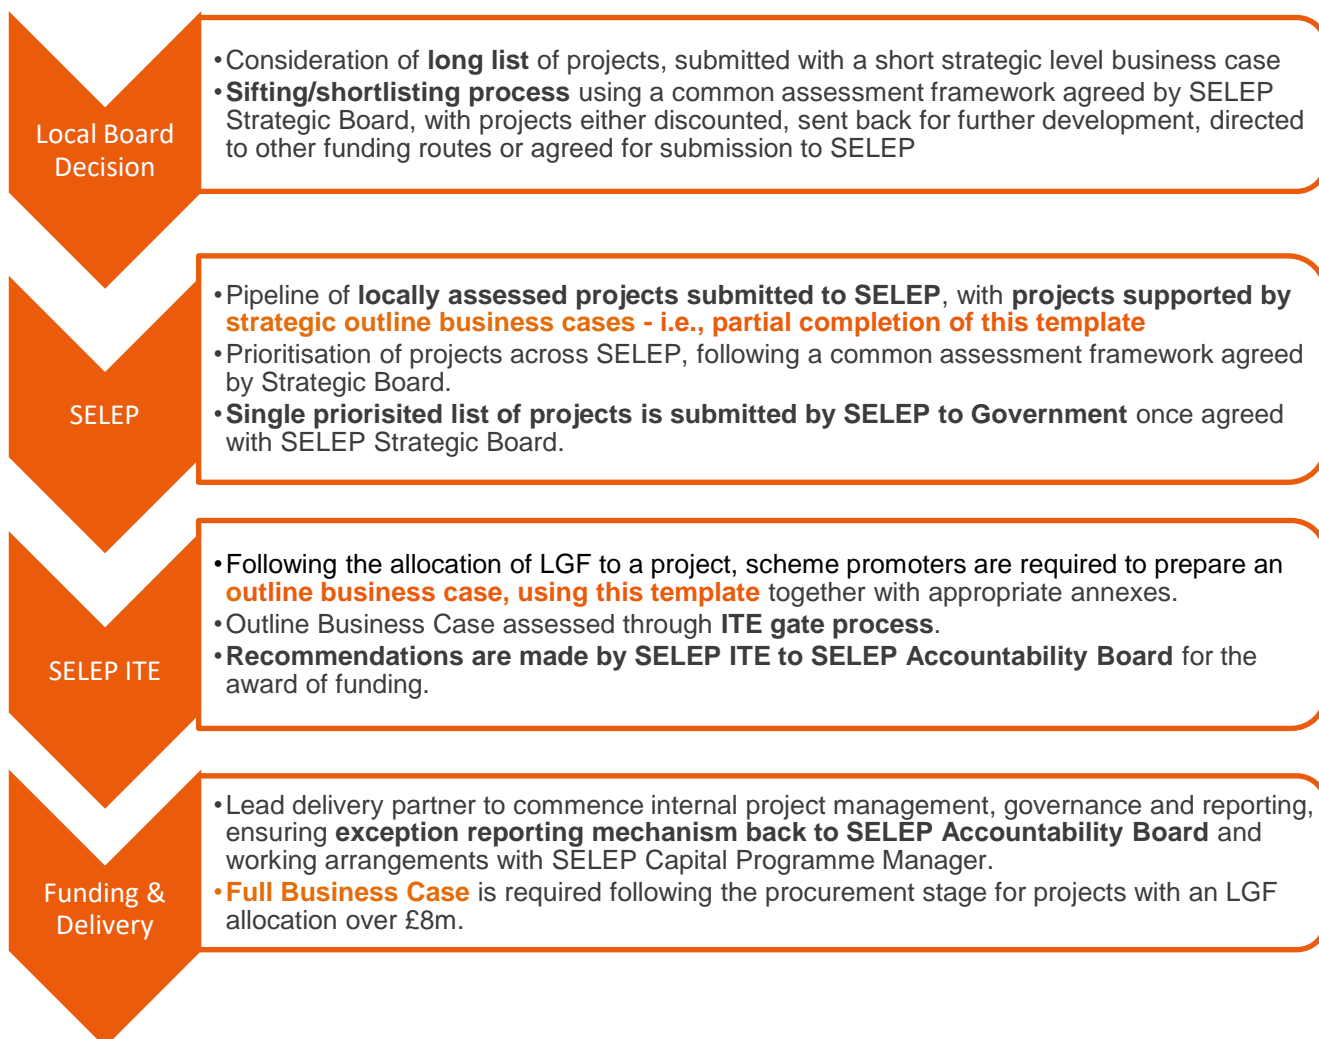 Local Board
Decision
•Consideration of long list of projects, submitted with a short strategic level business case
•Sifting/shortlisting process using a common assessment framework agreed by SELEP
Strategic Board, with projects either discounted, sent back for further development, directed
to other funding routes or agreed for submission to SELEP
SELEP
•Pipeline of locally assessed projects submitted to SELEP, with projects supported by
strategic outline business cases - i.e., partial completion of this template
•Prioritisation of projects across SELEP, following a common assessment framework agreed
by Strategic Board.
•Single priorisited list of projects is submitted by SELEP to Government once agreed
with SELEP Strategic Board.
SELEP ITE
•Following the allocation of LGF to a project, scheme promoters are required to prepare an
outline business case, using this template together with appropriate annexes.
•Outline Business Case assessed through ITE gate process.
•Recommendations are made by SELEP ITE to SELEP Accountability Board for the
award of funding.
Funding &
Delivery
•Lead delivery partner to commence internal project management, governance and reporting,
ensuring exception reporting mechanism back to SELEP Accountability Board and
working arrangements with SELEP Capital Programme Manager.
•Full Business Case is required following the procurement stage for projects with an LGF
allocation over £8m.